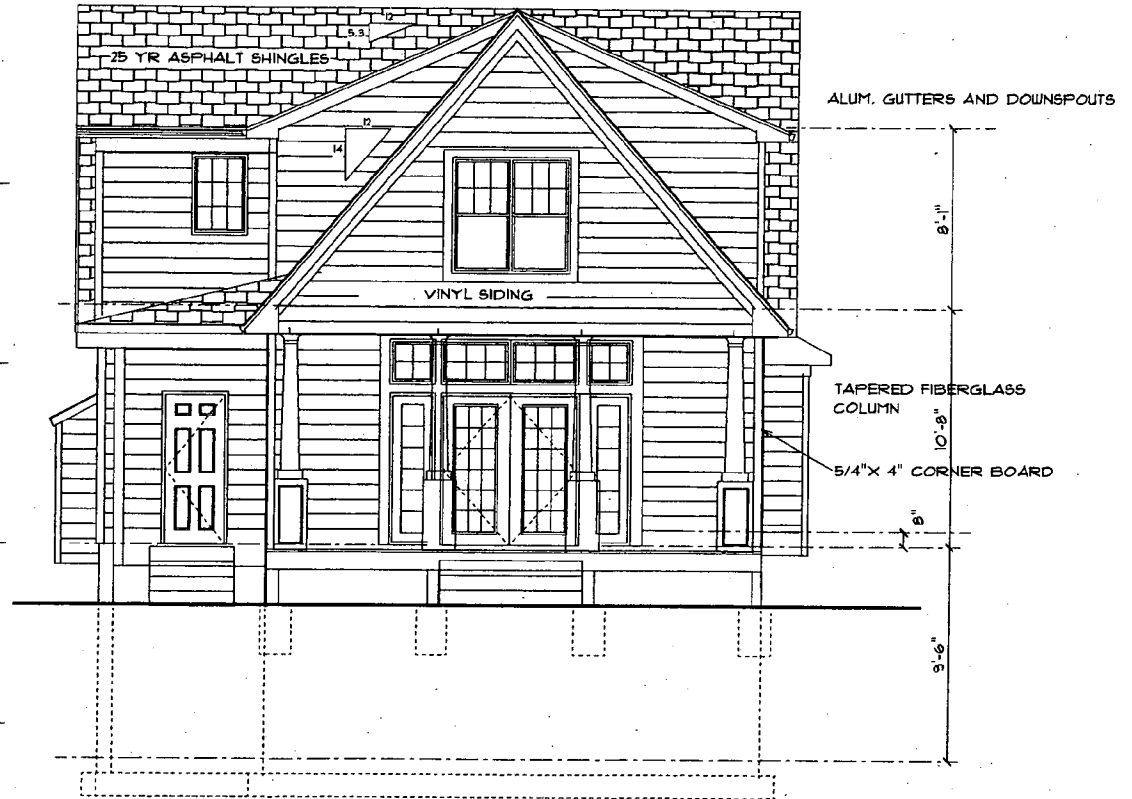 12
5.3
25 YR ASPHALT SHINGLES
ALUM. GUTTERS AND DOWNSPOUTS
12
14
8'-1"
VINYL SIDING
TAPERED FIBERGLASS
COLUMN
10'-8"
5/4"X 4" CORNER BOARD
8"
9'-6"